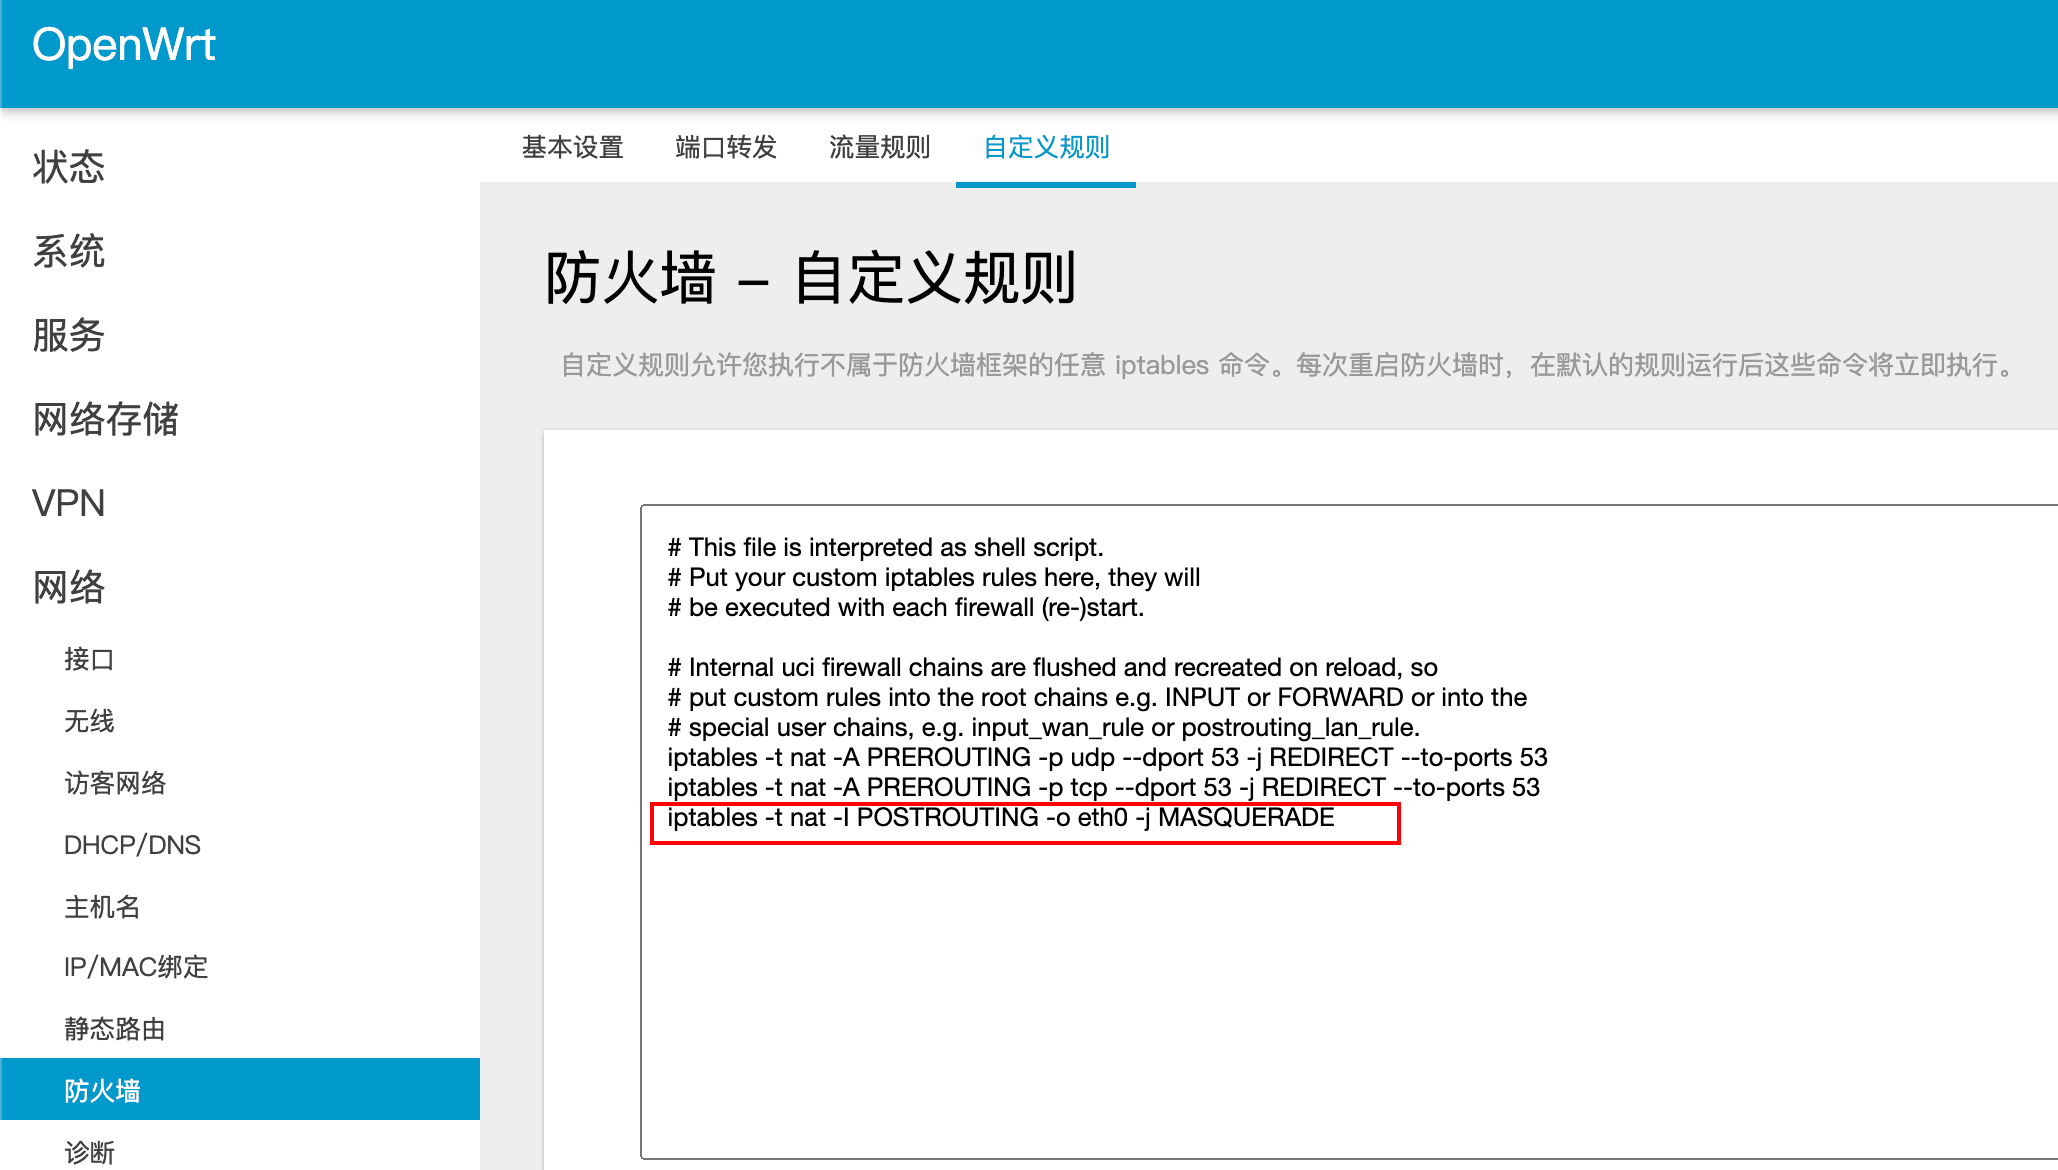 OpenWrt
状态
系统
服务
网络存储
VPN
网络
接口
无线
访客网络
DHCP/DNS
主机名
IP/MAC绑定
静态路由
防火墙
诊断
基本设置 端口转发 流量规则 自定义规则
防火墙 – 自定义规则
自定义规则允许您执行不属于防火墙框架的任意 iptables 命令。每次重启防火墙时，在默认的规则运行后这些命令将立即执行。
# This file is interpreted as shell script.
# Put your custom iptables rules here, they will
# be executed with each firewall (re-)start.
# Internal uci firewall chains are flushed and recreated on reload, so
# put custom rules into the root chains e.g. INPUT or FORWARD or into the
# special user chains, e.g. input_wan_rule or postrouting_lan_rule.
iptables -t nat -A PREROUTING -p udp --dport 53 -j REDIRECT --to-ports 53
iptables -t nat -A PREROUTING -p tcp --dport 53 -j REDIRECT --to-ports 53
iptables -t nat -I POSTROUTING -o eth0 -j MASQUERADE